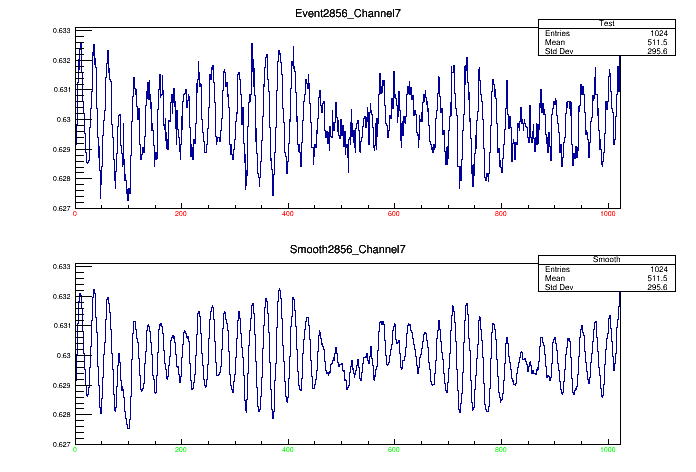 Event2856_Channel7
Test
Entries 1024
Mean 511.5
Std Dev 295.6
0.633
0.632
0.631
0.63
0.629
0.628
0.627
0 200 400 600 800 1000
Smooth2856_Channel7
Smooth
Entries 1024
Mean 511.5
Std Dev 295.6
0.633
0.632
0.631
0.63
0.629
0.628
0.627
0 200 400 600 800 1000